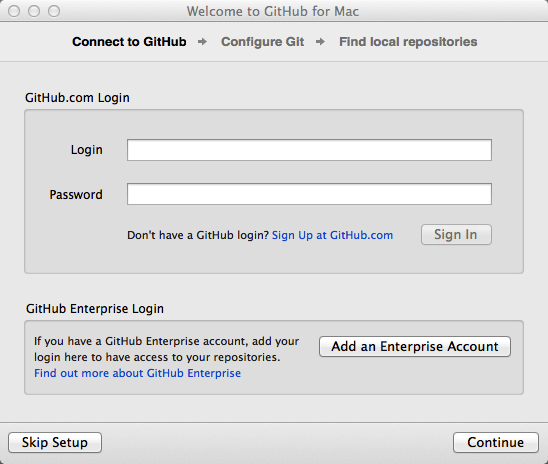 Welcome to GitHub for Mac
Connect to GitHub → Configure Git → Find local repositories
GitHub.com Login
Login
Password
Don't have a GitHub login? Sign Up at GitHub.com Sign In
GitHub Enterprise Login
If you have a GitHub Enterprise account, add your
login here to have access to your repositories.
Find out more about GitHub Enterprise
Add an Enterprise Account
Skip Setup Continue